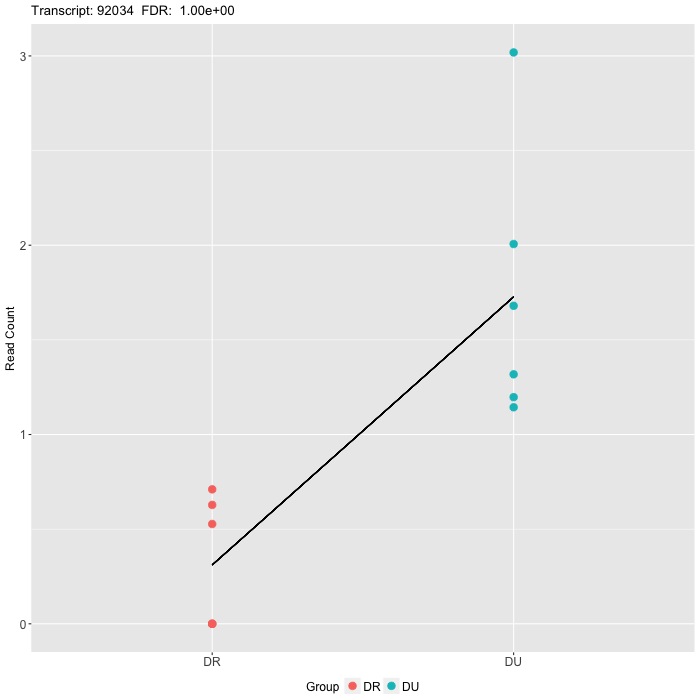 Transcript: 92034  FDR:  1.00e+00
Read Count
3
2
1
0
DR
DU
Group
DR
DU